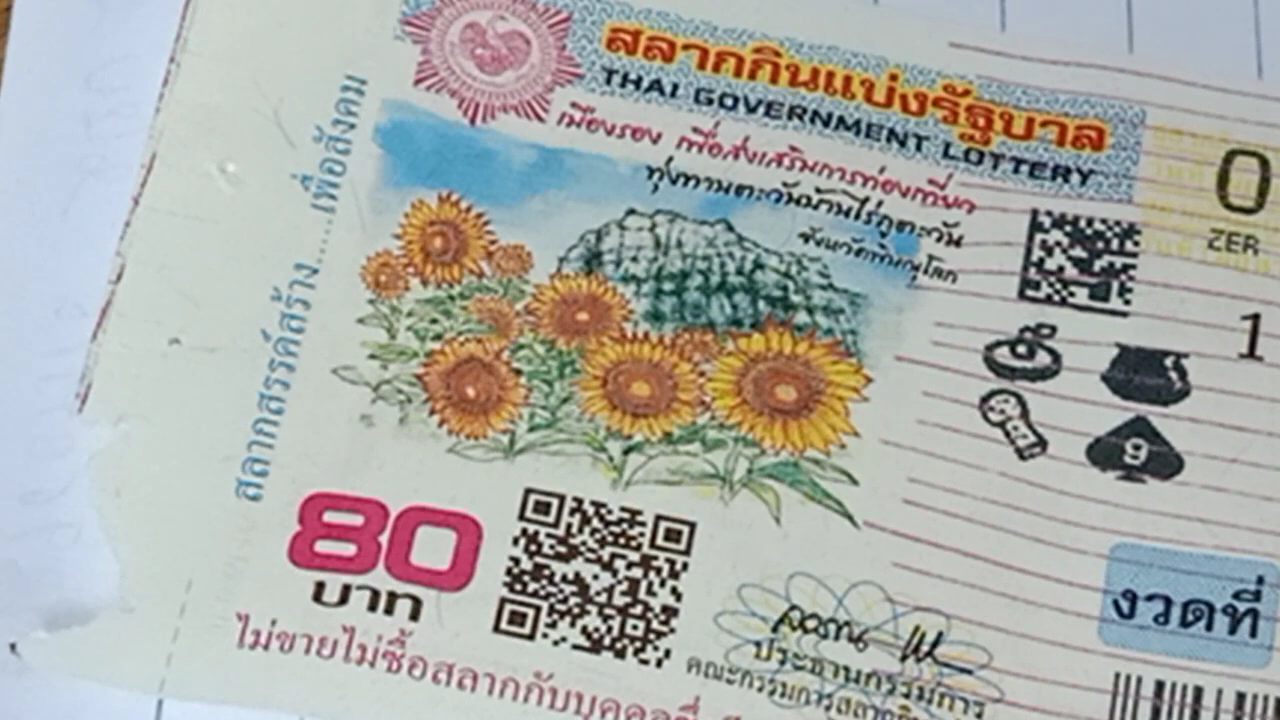 สลากกินแบ่งรัฐบาล
THAI GOVERNMENT LOTTERY
เมืองรอง เพื่อส่งเสริมการท่องเที่ยว
ทุ่งทานตะวันบ้านไร่ภูตะวัน
จังหวัดพิษณุโลก
สลากสรรค์สร้าง.....เพื่อสังคม
0
ZER
1
9
80
บาท
งวดที่
ประธานกรรมการ
คณะกรรมการสลากกิน
ไม่ขายไม่ซื้อสลากกับบุคคลซึ่ง